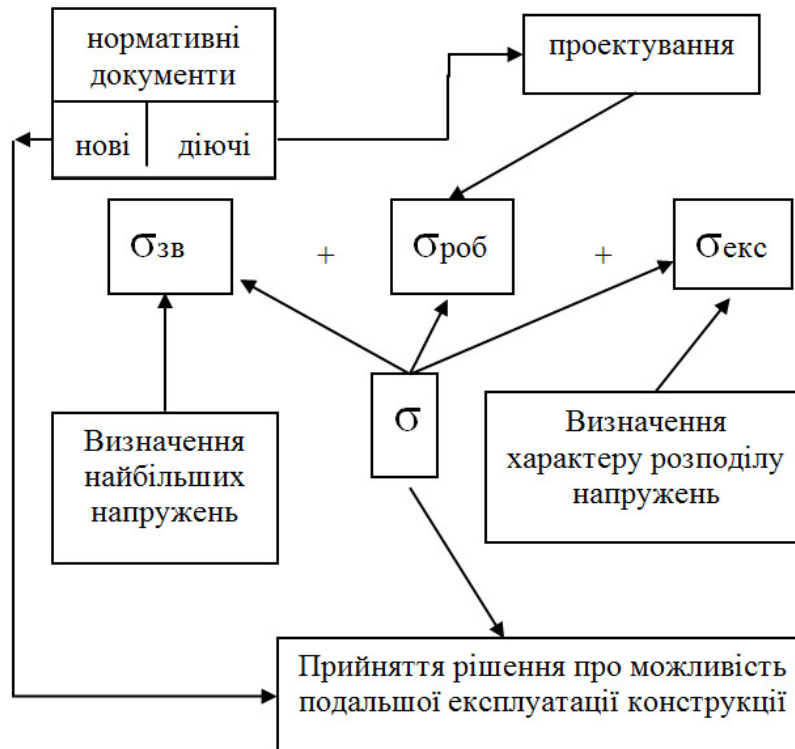 нормативні
документи
нові діючі
проектування
σзв + σроб + σекс
σ
Визначення
найбільших
напружень
Визначення
характеру розподілу
напружень
Прийняття рішення про можливість
подальшої експлуатації конструкції